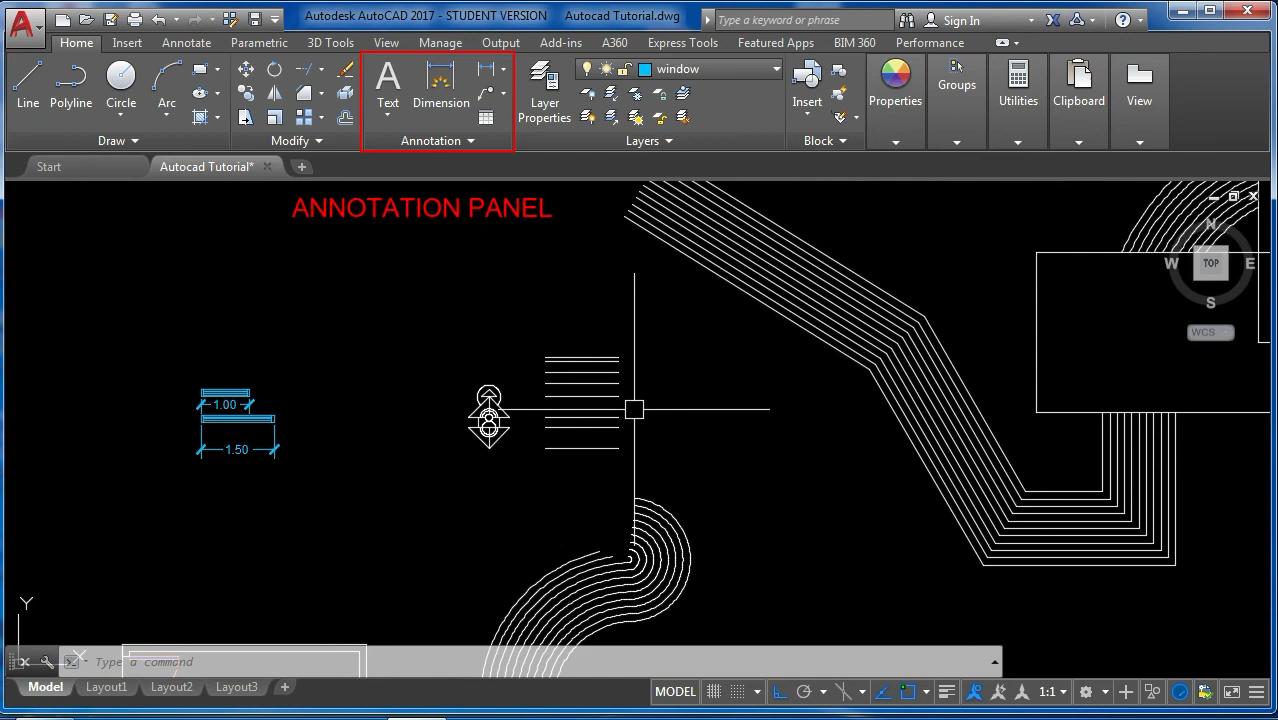 Autodesk AutoCAD 2017 - STUDENT VERSION Autocad Tutorial.dwg
Type a keyword or phrase
Sign In
Home Insert Annotate Parametric 3D Tools View Manage Output Add-ins A360 Express Tools Featured Apps BIM 360 Performance
Line Polyline Circle Arc
Text Dimension
Layer Properties
window
Insert
Properties
Groups
Utilities
Clipboard
View
Draw Modify Annotation Layers Block
Start Autocad Tutorial*
ANNOTATION PANEL
N
W TOP E
S
WCS
1.00
1.50
Y
X
Type a command
Model Layout1 Layout2 Layout3
MODEL 1:1